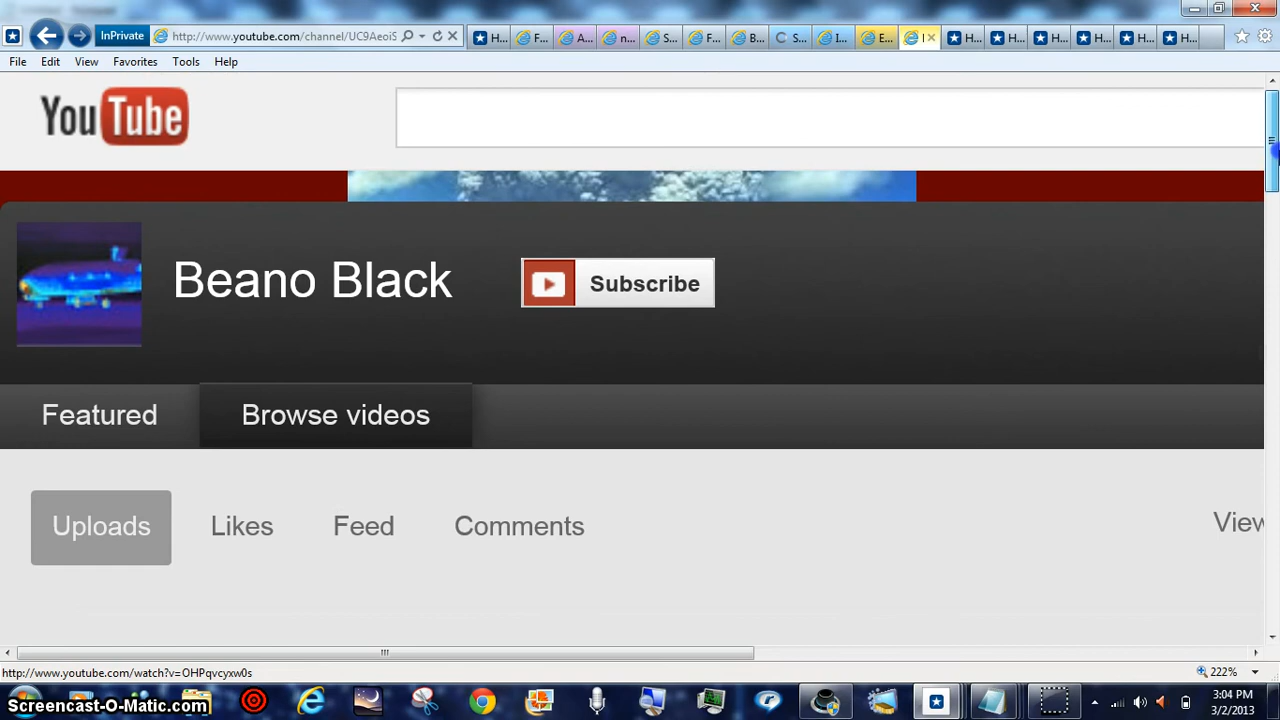 InPrivate
http://www.youtube.com/channel/UC9AeoiS
H... F... A... n... S... F... B... S... I... E... H... H... H... H... H... H...
File Edit View Favorites Tools Help
YouTube
Beano Black
Subscribe
Featured Browse videos
Uploads Likes Feed Comments View
http://www.youtube.com/watch?v=OHPqvcyxw0s
222%
Screencast-O-Matic.com
3:04 PM
3/2/2013